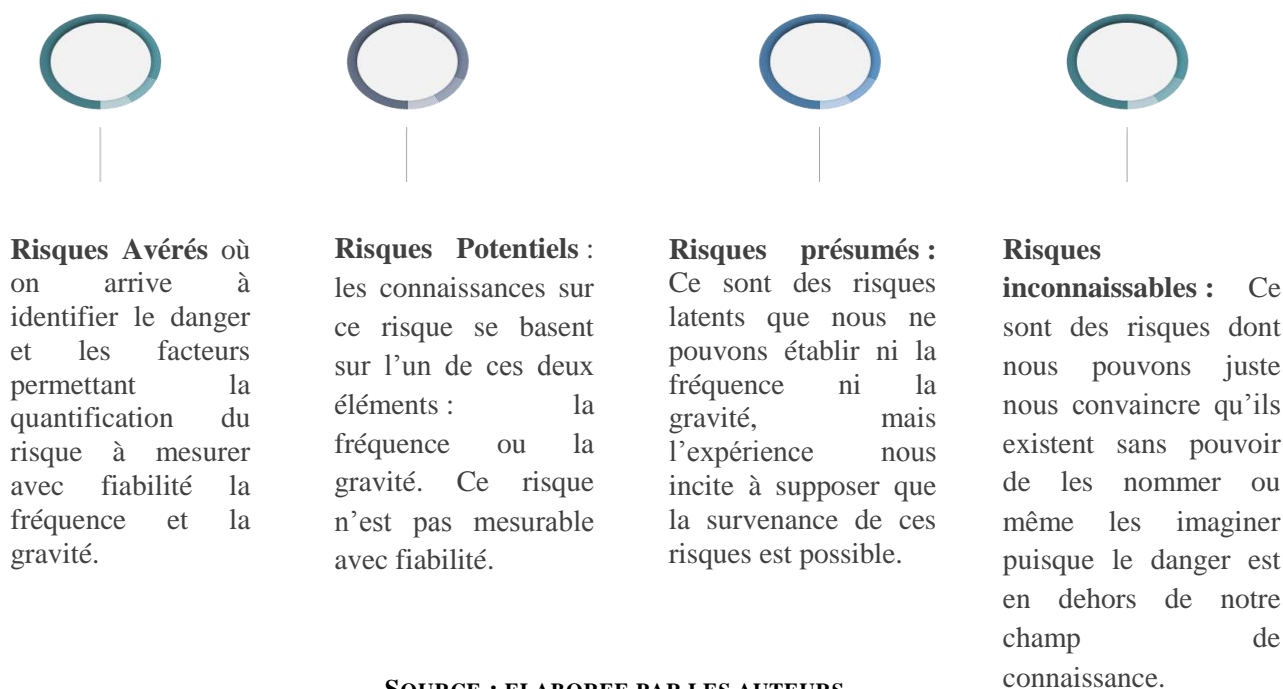 Risques Avérés où
on arrive à
identifier le danger
et les facteurs
permettant la
quantification du
risque à mesurer
avec fiabilité la
fréquence et la
gravité.
Risques Potentiels :
les connaissances sur
ce risque se basent
sur l’un de ces deux
éléments : la
fréquence ou la
gravité. Ce risque
n’est pas mesurable
avec fiabilité.
Risques présumés :
Ce sont des risques
latents que nous ne
pouvons établir ni la
fréquence ni la
gravité, mais
l’expérience nous
incite à supposer que
la survenance de ces
risques est possible.
Risques
inconnaissables : Ce
sont des risques dont
nous pouvons juste
nous convaincre qu’ils
existent sans pouvoir
de les nommer ou
même les imaginer
puisque le danger est
en dehors de notre
champ de
connaissance.
SOURCE : ELABOREE PAR LES AUTEURS